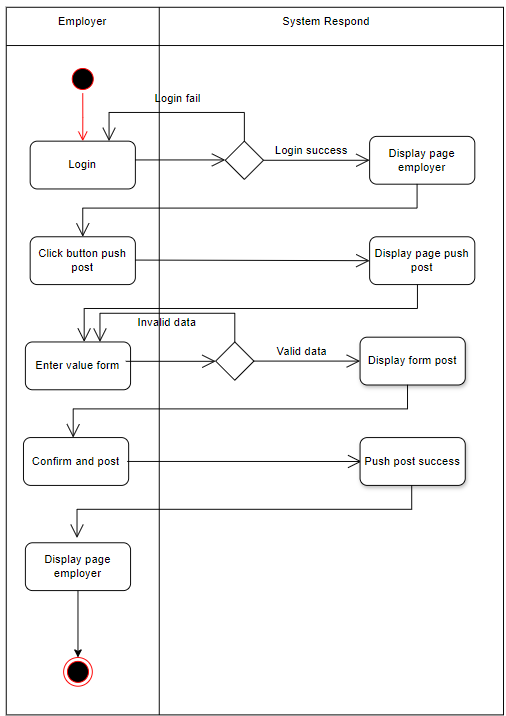 Employer
System Respond
Login fail
Login
Login success
Display page
employer
Click button push
post
Display page push
post
Invalid data
Enter value form
Valid data
Display form post
Confirm and post
Push post success
Display page
employer